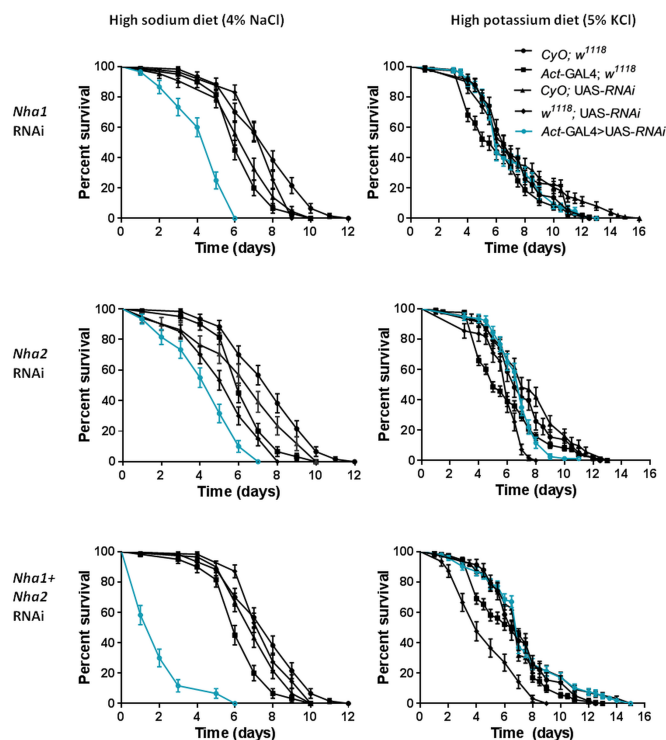 High sodium diet (4% NaCl)
High potassium diet (5% KCl)
Nha1
RNAi
Percent survival
100
80
60
40
20
0
0 2 4 6 8 10 12
Time (days)
Percent survival
100
80
60
40
20
0
0 2 4 6 8 10 12 14 16
Time (days)
CyO; w1118
Act-GAL4; w1118
CyO; UAS-RNAi
w1118; UAS-RNAi
Act-GAL4>UAS-RNAi
Nha2
RNAi
Percent survival
100
80
60
40
20
0
0 2 4 6 8 10 12
Time (days)
Percent survival
100
80
60
40
20
0
0 2 4 6 8 10 12 14 16
Time (days)
Nha1+
Nha2
RNAi
Percent survival
100
80
60
40
20
0
0 2 4 6 8 10 12
Time (days)
Percent survival
100
80
60
40
20
0
0 2 4 6 8 10 12 14 16
Time (days)